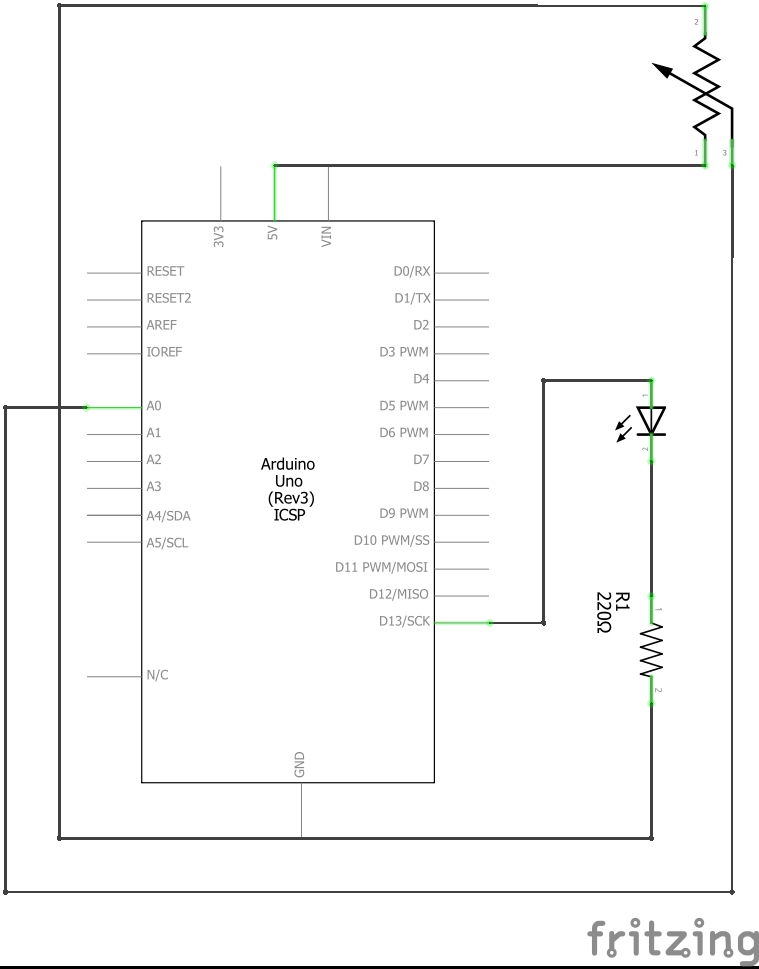 2
1
3
3V3
5V
VIN
RESET
RESET2
AREF
IOREF
A0
A1
A2
A3
A4/SDA
A5/SCL
N/C
D0/RX
D1/TX
D2
D3 PWM
D4
D5 PWM
D6 PWM
D7
D8
D9 PWM
D10 PWM/SS
D11 PWM/MOSI
D12/MISO
D13/SCK
Arduino
Uno
(Rev3)
ICSP
GND
1
2
R1
220Ω
1
2
fritzing